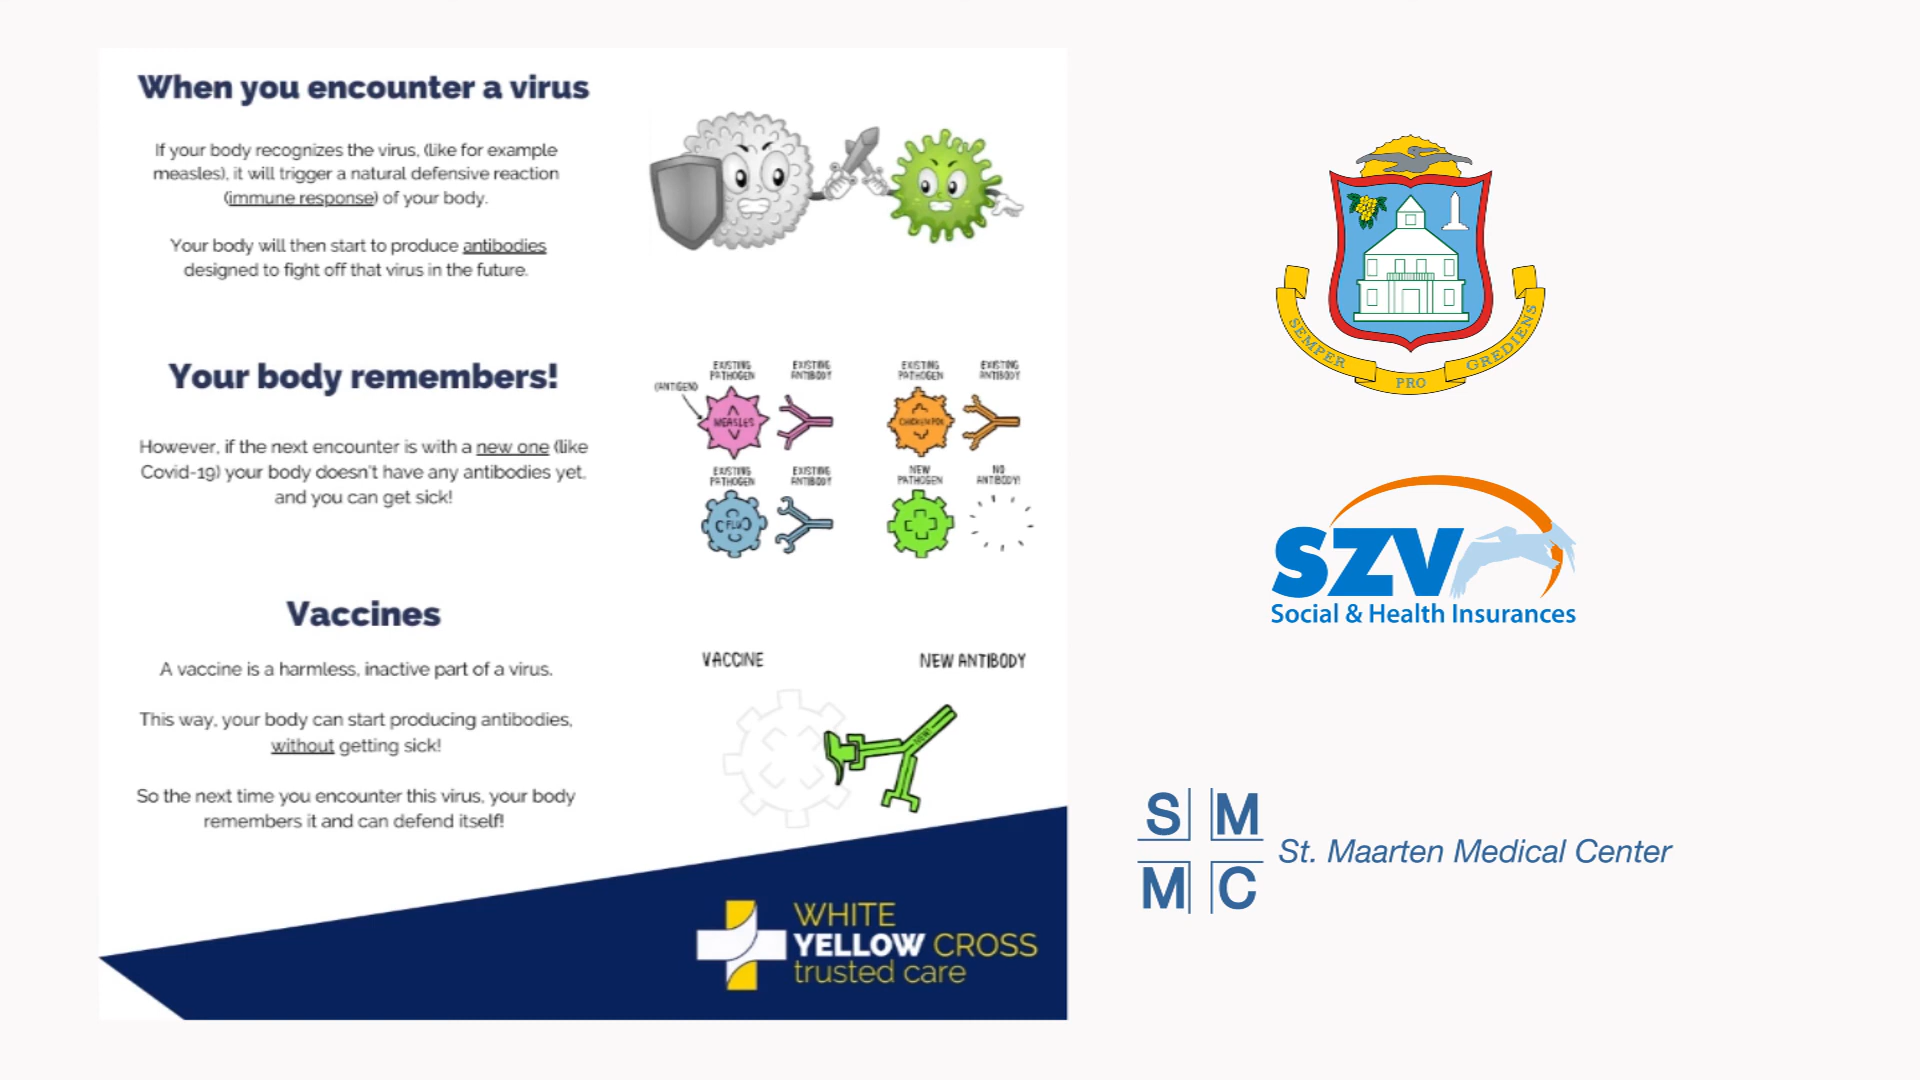 When you encounter a virus
If your body recognizes the virus, (like for example
measles), it will trigger a natural defensive reaction
(immune response) of your body.
Your body will then start to produce antibodies
designed to fight off that virus in the future.
Your body remembers!
However, if the next encounter is with a new one (like
Covid-19) your body doesn't have any antibodies yet,
and you can get sick!
(ANTIGEN)
EXISTING
PATHOGEN
EXISTING
ANTIBODY
EXISTING
PATHOGEN
EXISTING
ANTIBODY
MEASLES
CHICKEN POX
EXISTING
PATHOGEN
EXISTING
ANTIBODY
NEW
PATHOGEN
NO
ANTIBODY!
FLU
Vaccines
A vaccine is a harmless, inactive part of a virus.
This way, your body can start producing antibodies,
without getting sick!
So the next time you encounter this virus, your body
remembers it and can defend itself!
VACCINE
NEW ANTIBODY
NEW!
WHITE
YELLOW CROSS
trusted care
SEMPER PRO GREDIENS
SZV
Social & Health Insurances
S M
M C
St. Maarten Medical Center